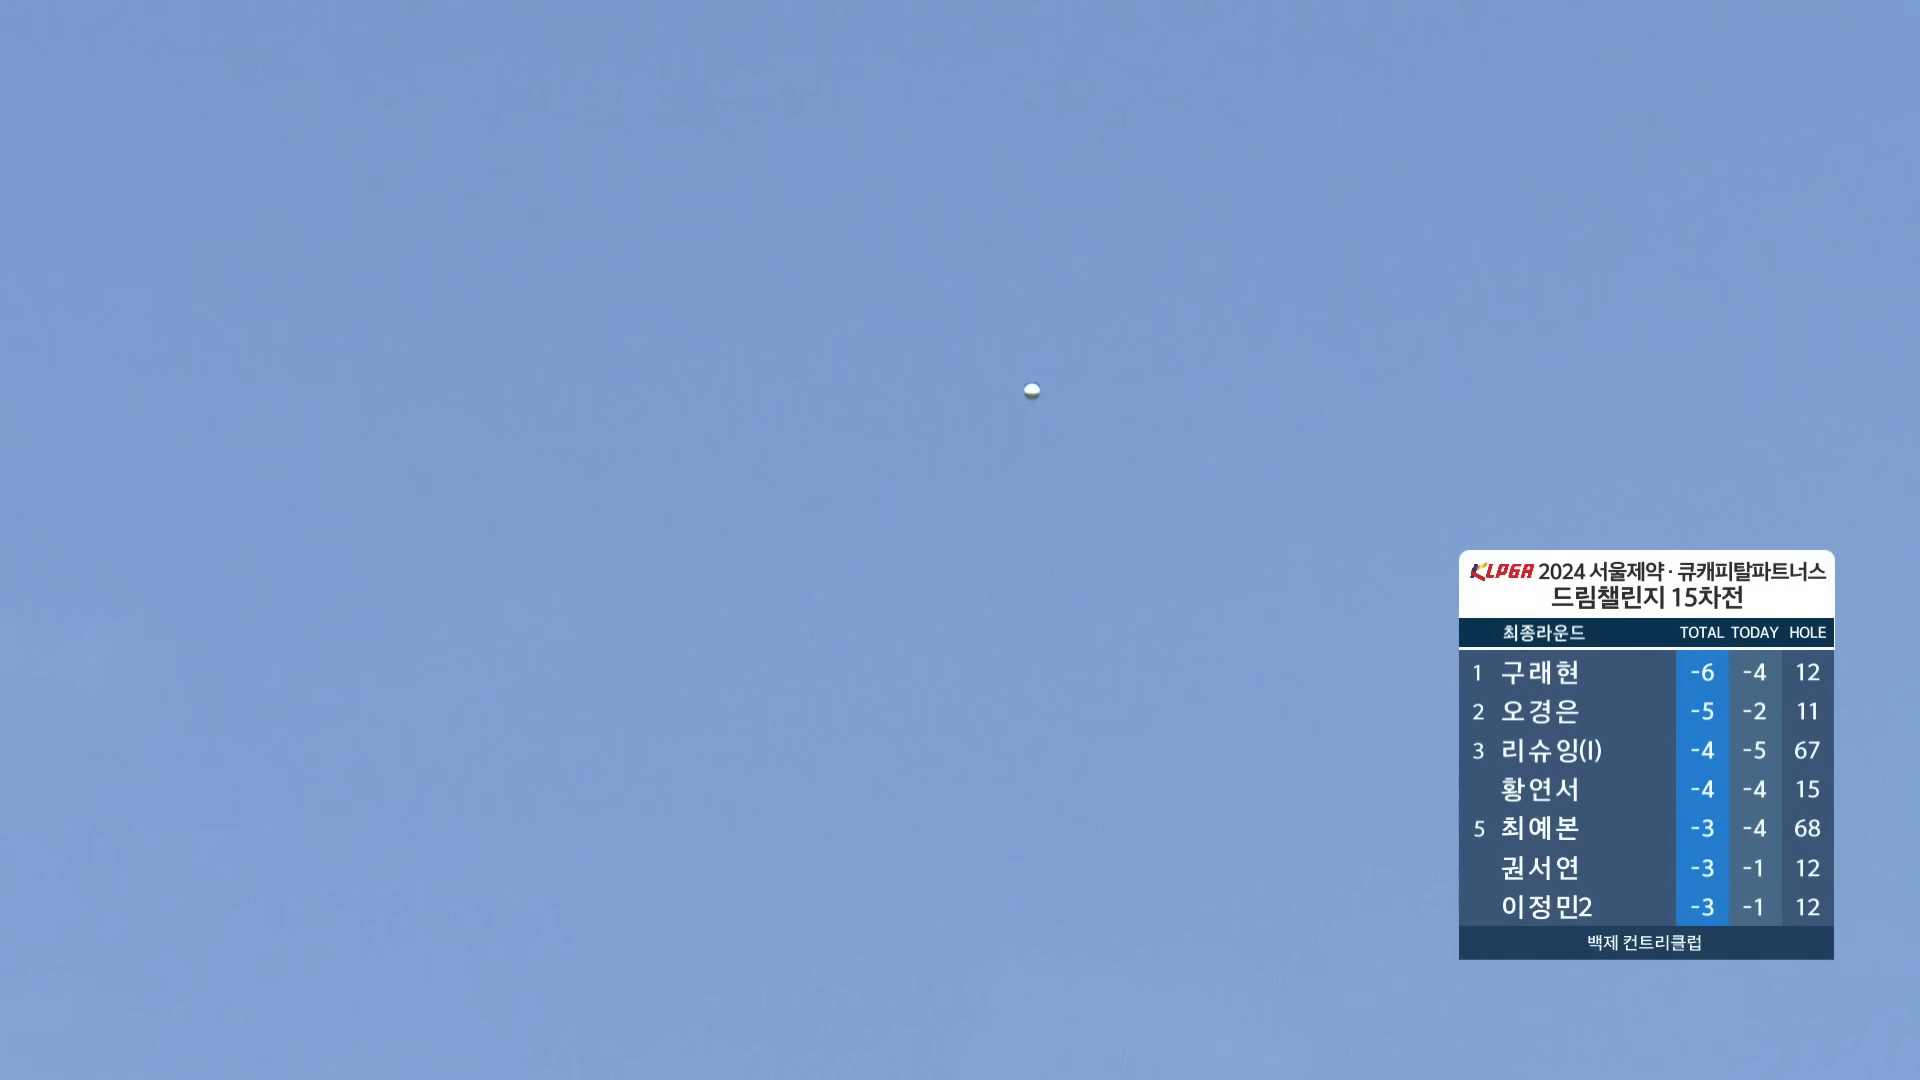 KLPGA 2024 서울제약·큐캐피탈파트너스
드림챌린지 15차전
최종라운드 TOTAL TODAY HOLE
1 구래현 -6 -4 12
2 오경은 -5 -2 11
3 리슈잉(I) -4 -5 67
황연서 -4 -4 15
5 최예본 -3 -4 68
권서연 -3 -1 12
이정민2 -3 -1 12
백제 컨트리클럽